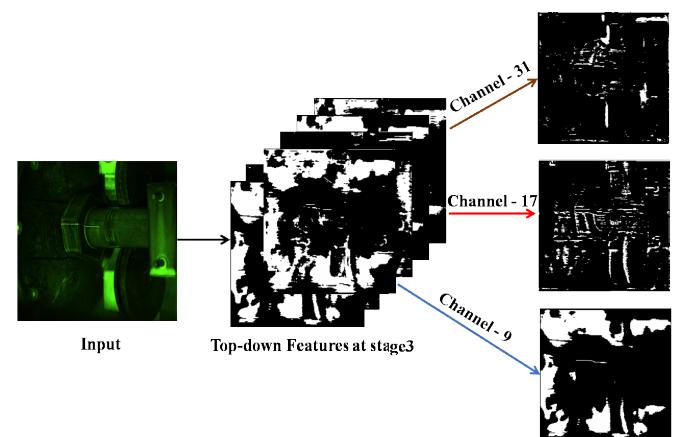 Channel - 31
Channel - 17
Channel - 9
Input
Top-down Features at stage3